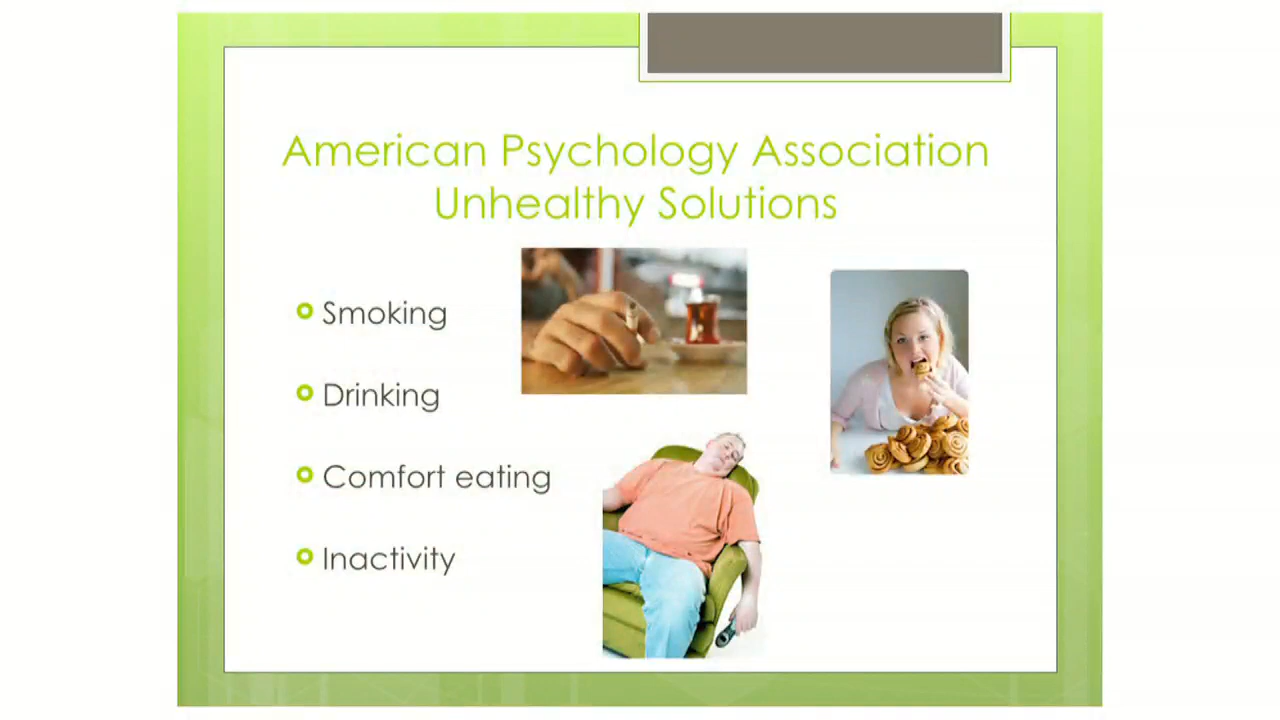 American Psychology Association
Unhealthy Solutions
Smoking
Drinking
Comfort eating
Inactivity